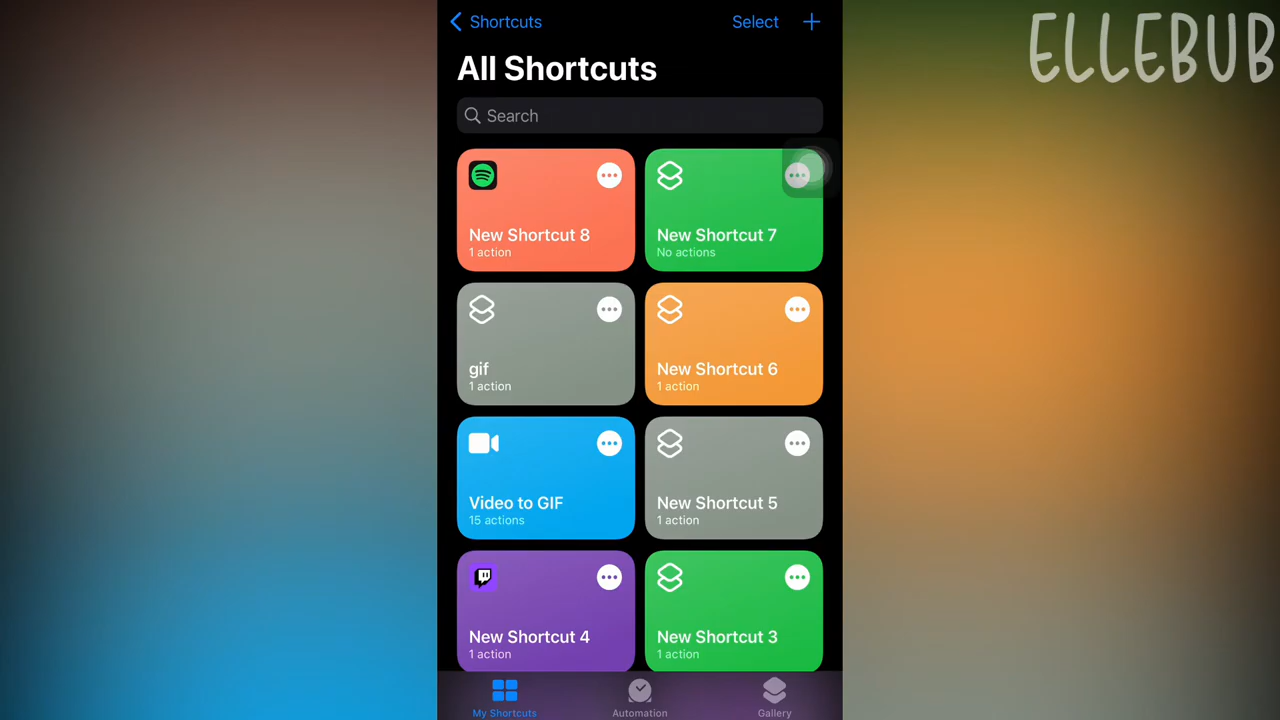 Shortcuts
Select
ELLEBUB
All Shortcuts
Search
New Shortcut 8
1 action
New Shortcut 7
No actions
gif
1 action
New Shortcut 6
1 action
Video to GIF
15 actions
New Shortcut 5
1 action
New Shortcut 4
1 action
New Shortcut 3
1 action
My Shortcuts
Automation
Gallery